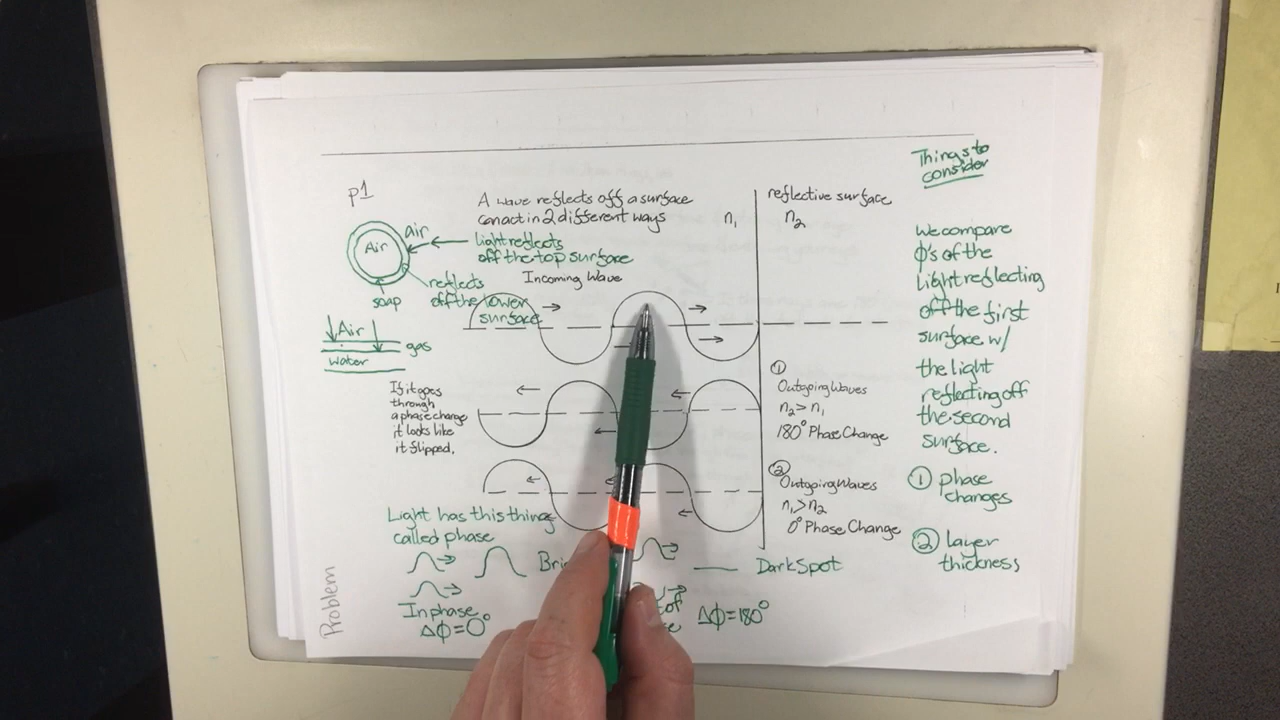 Things to
consider
p1
A wave reflects off a surface
can act in 2 different ways
n1
reflective surface
n2
Air
air
light reflects
off the top surface
Incoming Wave
soap
reflects
off the lower
surface
Air
gas
water
We compare
ϕ's of the
Light reflecting
off the first
surface w/
the light
reflecting off
the second
surface.
If it goes
through
a phase change
it looks like
it flipped.
①
Outgoing Waves
n2 > n1
180° Phase Change
②
Outgoing Waves
n1 > n2
0° Phase Change
① phase
changes
② layer
thickness
Light has this thing
called phase
Dark Spot
In phase
Δϕ = 0°
of
Δϕ = 180°
Problem